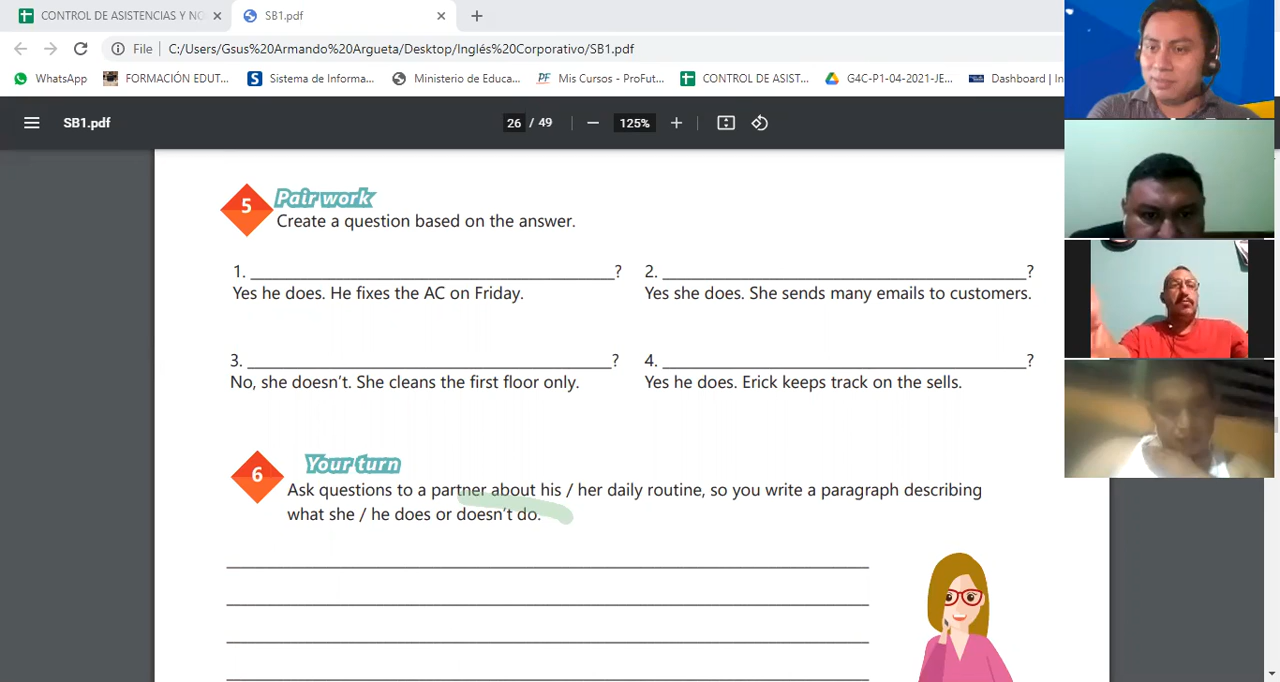 CONTROL DE ASISTENCIAS Y NO
SB1.pdf
File
C:/Users/Gsus%20Armando%20Argueta/Desktop/Inglés%20Corporativo/SB1.pdf
WhatsApp
FORMACIÓN EDUT...
Sistema de Informa...
Ministerio de Educa...
Mis Cursos - ProFut...
CONTROL DE ASIST...
G4C-P1-04-2021-JE...
Dashboard | In
SB1.pdf
26 / 49
125%
5
Pair work
Create a question based on the answer.
1. ______?
Yes he does. He fixes the AC on Friday.
2. ______?
Yes she does. She sends many emails to customers.
3. ______?
No, she doesn't. She cleans the first floor only.
4. ______?
Yes he does. Erick keeps track on the sells.
6
Your turn
Ask questions to a partner about his / her daily routine, so you write a paragraph describing
what she / he does or doesn't do.